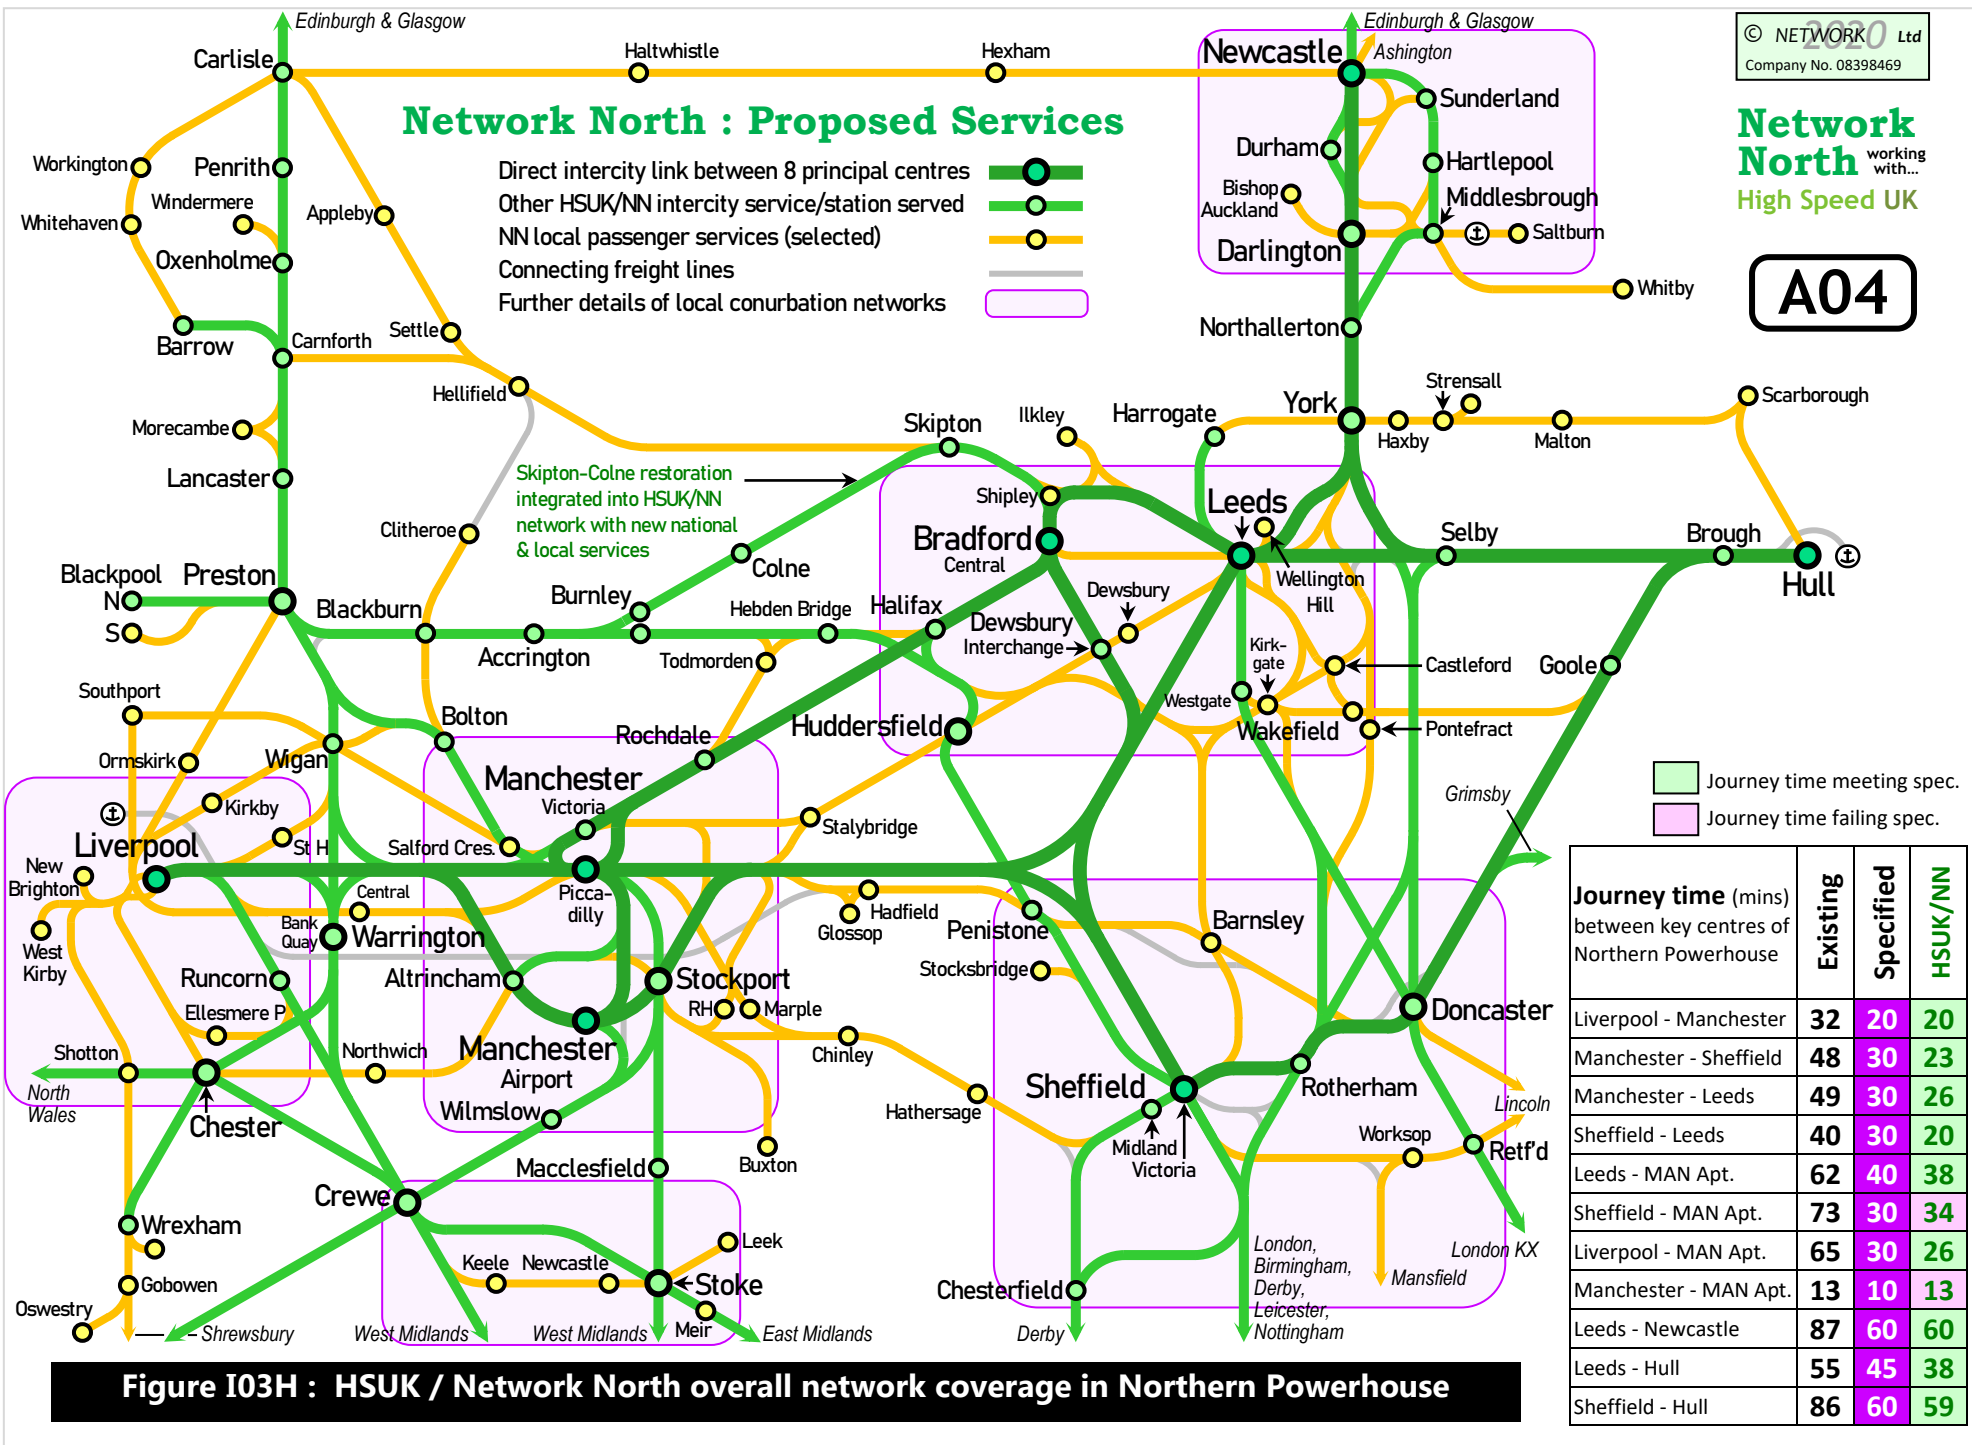 Edinburgh & Glasgow
Edinburgh & Glasgow
Carlisle
Haltwhistle
Hexham
Newcastle
Ashington
© NETWORK 2020 Ltd
Company No. 08398469
Network North : Proposed Services
Sunderland
Network
North working
with...
High Speed UK
Workington
Penrith
Direct intercity link between 8 principal centres
Durham
Hartlepool
Windermere
Other HSUK/NN intercity service/station served
Bishop
Auckland
Middlesbrough
Whitehaven
Appleby
NN local passenger services (selected)
Saltburn
Oxenholme
Connecting freight lines
Darlington
Whitby
A04
Further details of local conurbation networks
Barrow
Carnforth
Settle
Northallerton
Hellifield
Strensall
Scarborough
Morecambe
Skipton
Ilkley
Harrogate
York
Haxby
Malton
Lancaster
Skipton-Colne restoration
integrated into HSUK/NN
network with new national
& local services
Shipley
Leeds
Clitheroe
Bradford
Central
Selby
Brough
Hull
Blackpool
N
S
Preston
Blackburn
Burnley
Colne
Wellington
Hill
Dewsbury
Hebden Bridge
Halifax
Dewsbury
Interchange
Accrington
Todmorden
Kirk-
gate
Castleford
Goole
Southport
Westgate
Wakefield
Pontefract
Bolton
Rochdale
Huddersfield
Ormskirk
Wigan
Manchester
Victoria
Kirkby
Stalybridge
Grimsby
Journey time meeting spec.
Journey time failing spec.
Liverpool
St H
Salford Cres.
New
Brighton
Central
Picca-
dilly
Hadfield
Glossop
Penistone
Barnsley
West
Kirby
Bank
Quay
Warrington
Stocksbridge
Runcorn
Altrincham
Stockport
Ellesmere P
RH
Marple
Doncaster
Shotton
Northwich
Manchester
Airport
Chinley
North
Wales
Sheffield
Rotherham
Hathersage
Lincoln
Chester
Wilmslow
Midland
Victoria
Worksop
Retf'd
Macclesfield
Buxton
Crewe
Wrexham
Leek
Keele
Newcastle
Stoke
Gobowen
Oswestry
Meir
Shrewsbury
West Midlands
West Midlands
East Midlands
Chesterfield
Derby
London,
Birmingham,
Derby,
Leicester,
Nottingham
Mansfield
London KX
Journey time (mins)
between key centres of
Northern Powerhouse
Existing
Specified
HSUK/NN
Liverpool - Manchester 32 20 20
Manchester - Sheffield 48 30 23
Manchester - Leeds 49 30 26
Sheffield - Leeds 40 30 20
Leeds - MAN Apt. 62 40 38
Sheffield - MAN Apt. 73 30 34
Liverpool - MAN Apt. 65 30 26
Manchester - MAN Apt. 13 10 13
Leeds - Newcastle 87 60 60
Leeds - Hull 55 45 38
Sheffield - Hull 86 60 59
Figure I03H : HSUK / Network North overall network coverage in Northern Powerhouse